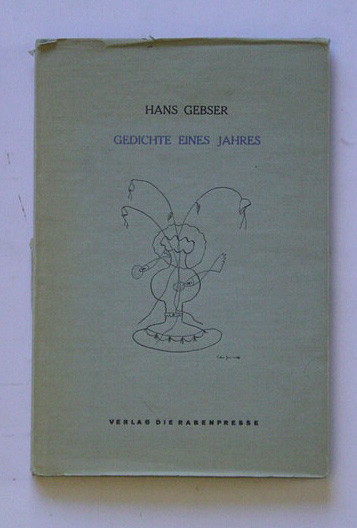 HANS GEBSER
GEDICHTE EINES JAHRES
VERLAG DIE RABENPRESSE